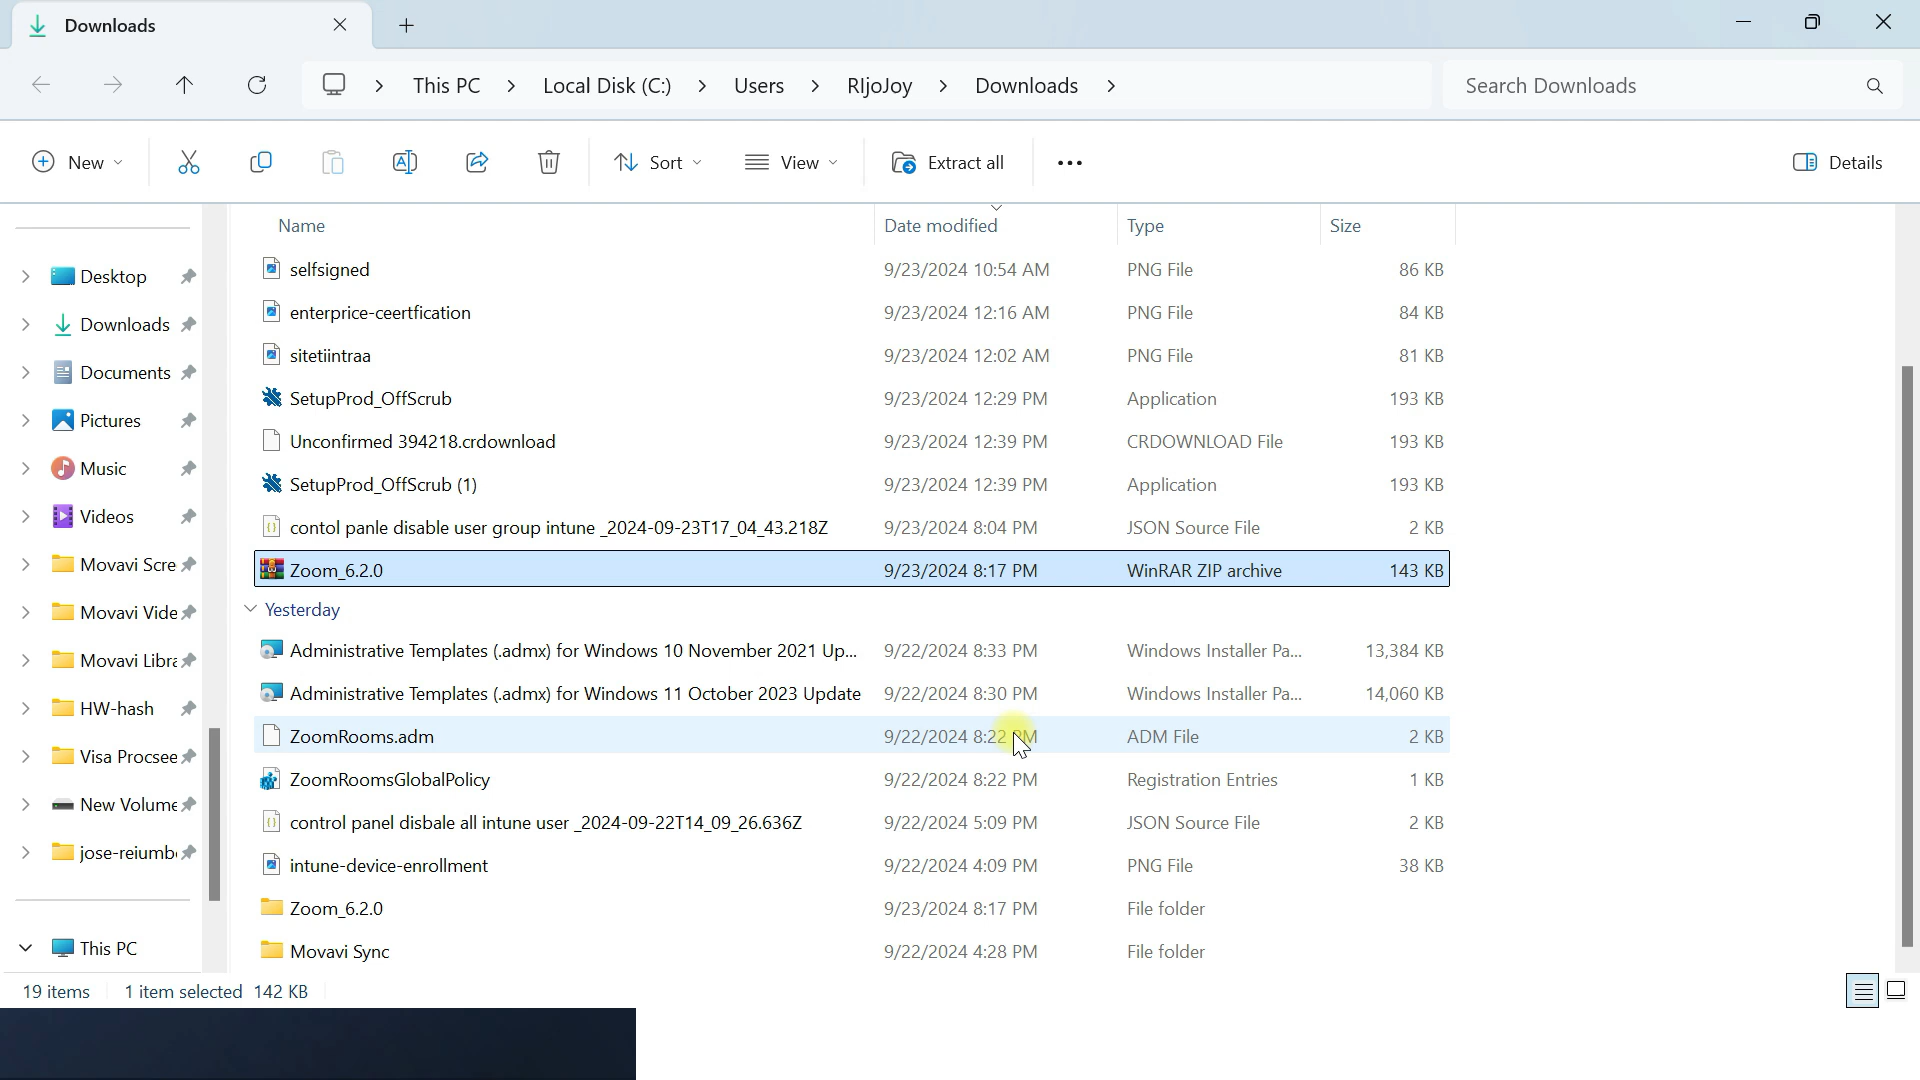 Downloads
This PC Local Disk (C:) Users RIjoJoy Downloads Search Downloads
New Sort View Extract all Details
Name Date modified Type Size
selfsigned 9/23/2024 10:54 AM PNG File 86 KB
enterprice-ceertfication 9/23/2024 12:16 AM PNG File 84 KB
sitetiintraa 9/23/2024 12:02 AM PNG File 81 KB
SetupProd_OffScrub 9/23/2024 12:29 PM Application 193 KB
Unconfirmed 394218.crdownload 9/23/2024 12:39 PM CRDOWNLOAD File 193 KB
SetupProd_OffScrub (1) 9/23/2024 12:39 PM Application 193 KB
contol panle disable user group intune _2024-09-23T17_04_43.218Z 9/23/2024 8:04 PM JSON Source File 2 KB
Zoom_6.2.0 9/23/2024 8:17 PM WinRAR ZIP archive 143 KB
Yesterday
Administrative Templates (.admx) for Windows 10 November 2021 Up... 9/22/2024 8:33 PM Windows Installer Pa... 13,384 KB
Administrative Templates (.admx) for Windows 11 October 2023 Update 9/22/2024 8:30 PM Windows Installer Pa... 14,060 KB
ZoomRooms.adm 9/22/2024 8:22 PM ADM File 2 KB
ZoomRoomsGlobalPolicy 9/22/2024 8:22 PM Registration Entries 1 KB
control panel disbale all intune user _2024-09-22T14_09_26.636Z 9/22/2024 5:09 PM JSON Source File 2 KB
intune-device-enrollment 9/22/2024 4:09 PM PNG File 38 KB
Zoom_6.2.0 9/23/2024 8:17 PM File folder
Movavi Sync 9/22/2024 4:28 PM File folder
Desktop
Downloads
Documents
Pictures
Music
Videos
Movavi Scre
Movavi Vide
Movavi Libra
HW-hash
Visa Procsee
New Volume
jose-reiumb
This PC
19 items 1 item selected 142 KB